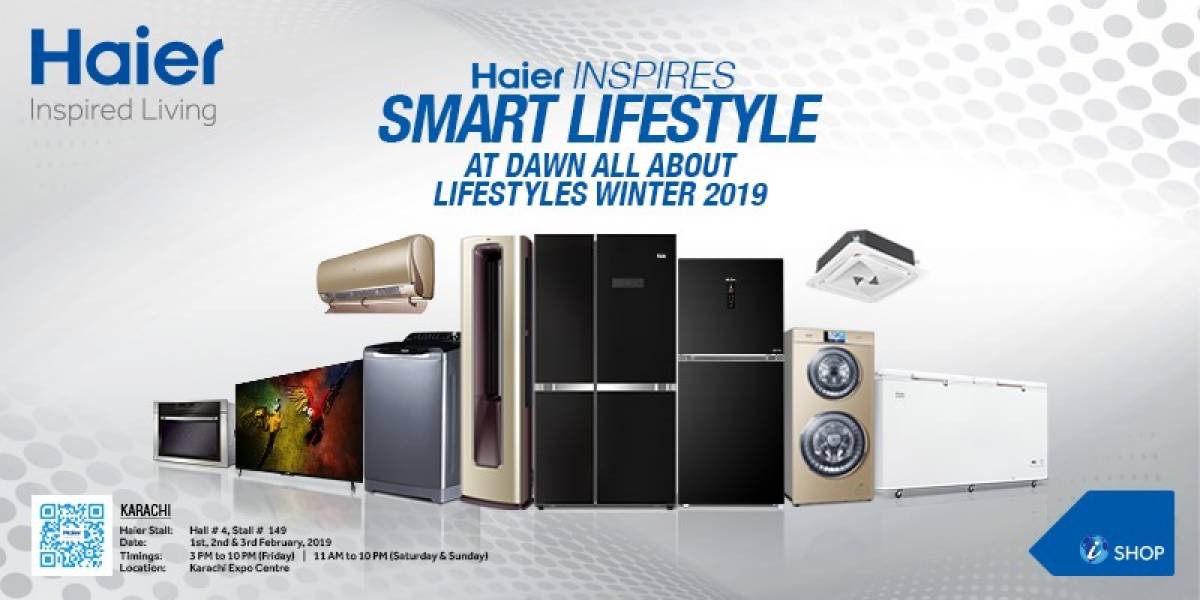 Haier
Inspired Living
Haier INSPIRES
SMART LIFESTYLE
AT DAWN ALL ABOUT
LIFESTYLES WINTER 2019
KARACHI
Haier Stall: Hall # 4, Stall # 149
Date: 1st, 2nd & 3rd February, 2019
Timings: 3 PM to 10 PM (Friday) | 11 AM to 10 PM (Saturday & Sunday)
Location: Karachi Expo Centre
i SHOP